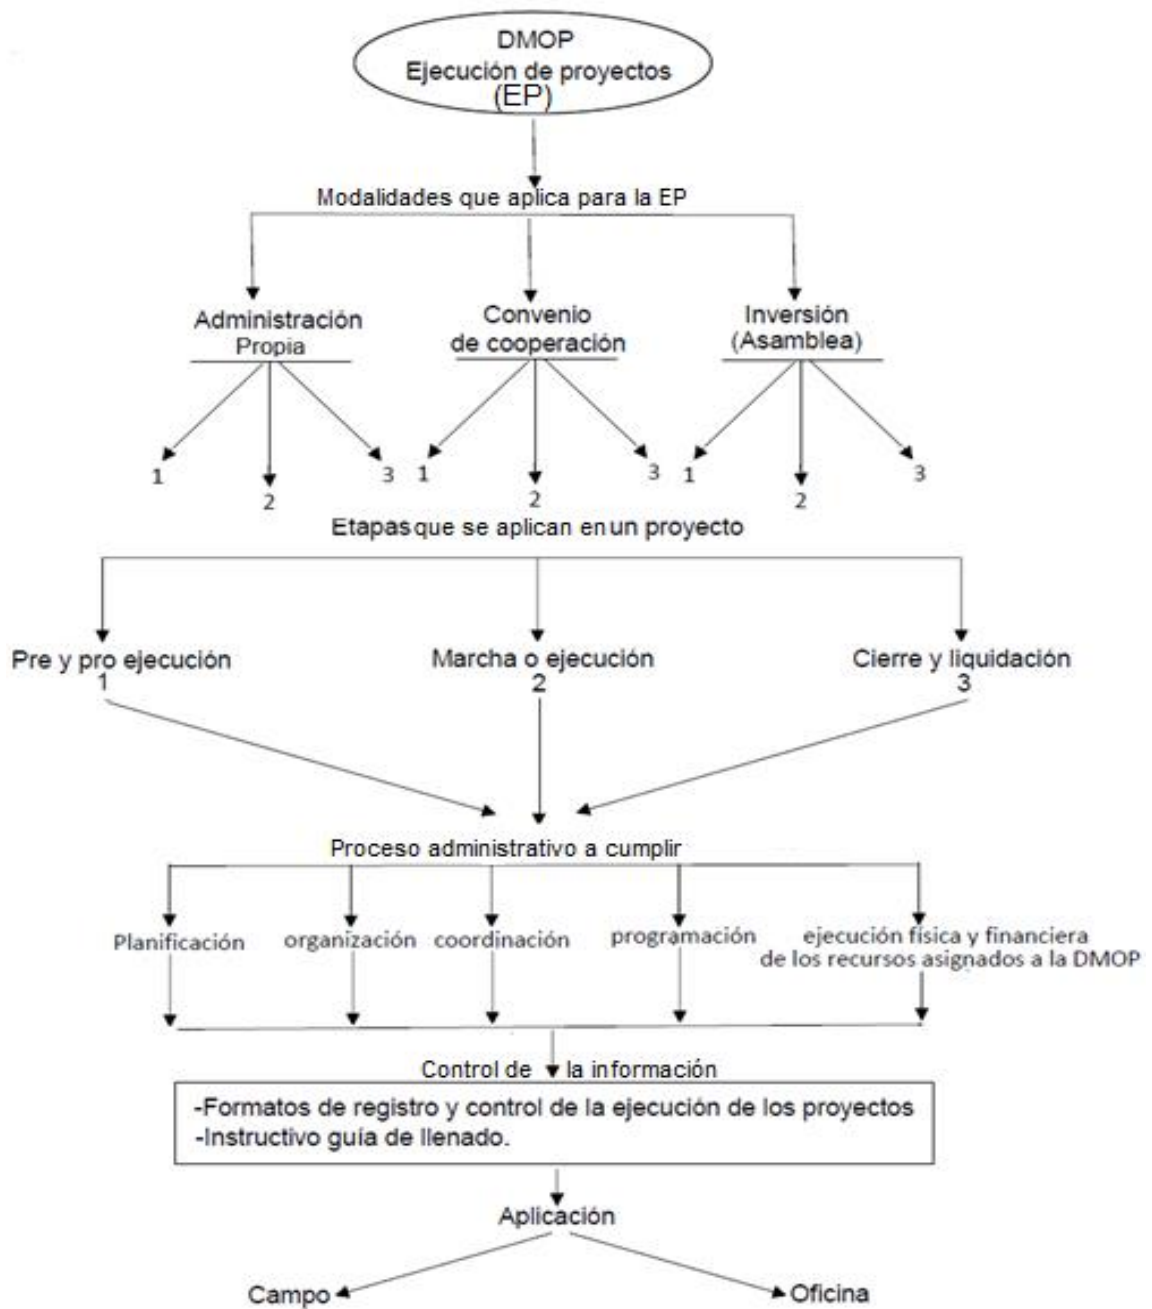 DMOP
Ejecución de proyectos
(EP)
Modalidades que aplica para la EP
Administración
Propia
Convenio
de cooperación
Inversión
(Asamblea)
1
2
3
1
2
3
1
2
3
Etapas que se aplican en un proyecto
Pre y pro ejecución
1
Marcha o ejecución
2
Cierre y liquidación
3
Proceso administrativo a cumplir
Planificación
organización
coordinación
programación
ejecución física y financiera
de los recursos asignados a la DMOP
Control de la información
-Formatos de registro y control de la ejecución de los proyectos
-Instructivo guía de llenado.
Aplicación
Campo
Oficina